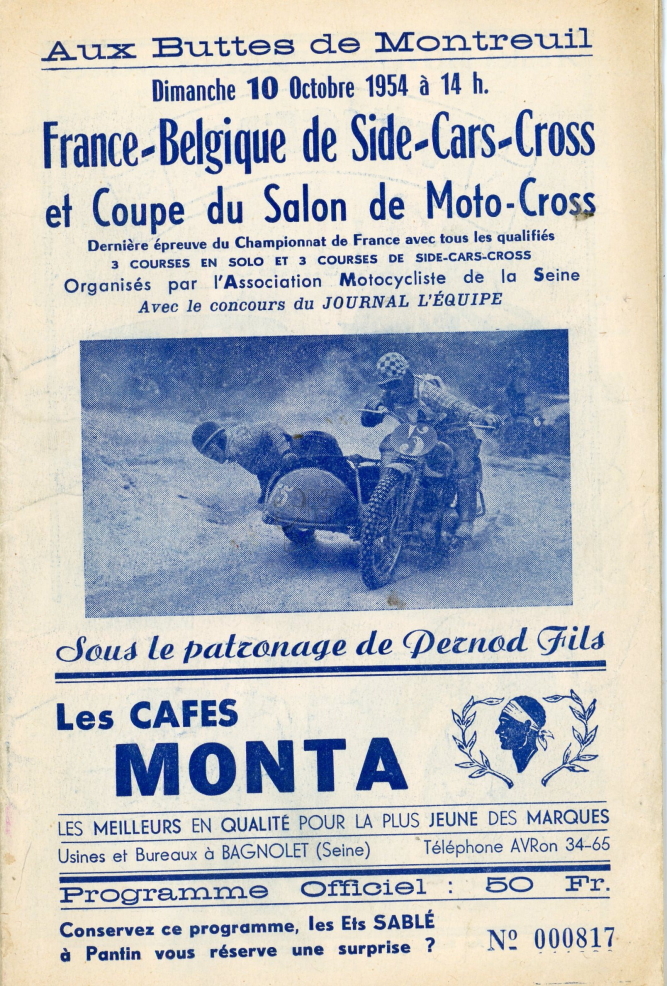 Aux Buttes de Montreuil
Dimanche 10 Octobre 1954 à 14 h.
France-Belgique de Side-Cars-Cross
et Coupe du Salon de Moto-Cross
Dernière épreuve du Championnat de France avec tous les qualifiés
3 COURSES EN SOLO ET 3 COURSES DE SIDE-CARS-CROSS
Organisés par l'Association Motocycliste de la Seine
Avec le concours du JOURNAL L'ÉQUIPE
Sous le patronage de Pernod Fils
Les CAFES
MONTA
LES MEILLEURS EN QUALITÉ POUR LA PLUS JEUNE DES MARQUES
Usines et Bureaux à BAGNOLET (Seine) Téléphone AVRon 34-65
Programme Officiel : 50 Fr.
Conservez ce programme, les Ets SABLÉ
à Pantin vous réserve une surprise ?
Nº 000817